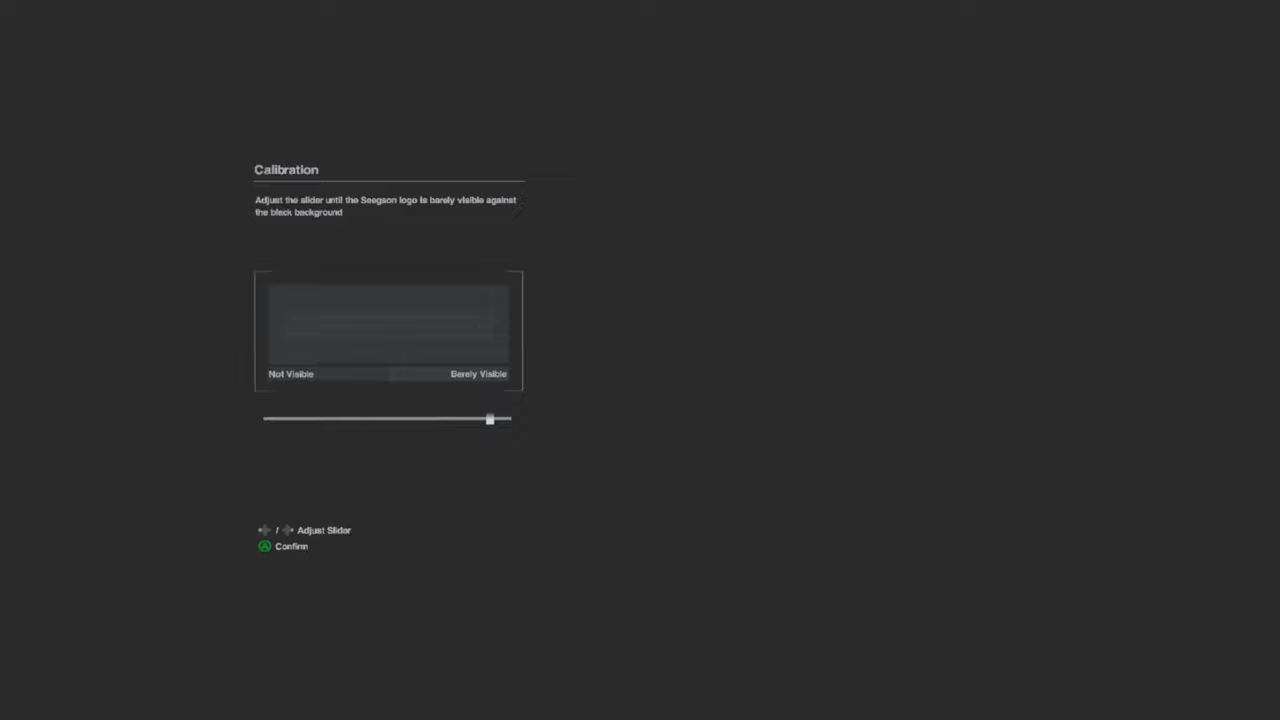 Calibration
Adjust the slider until the Seegson logo is barely visible against
the black background
Not Visible
Barely Visible
/ Adjust Slider
A Confirm